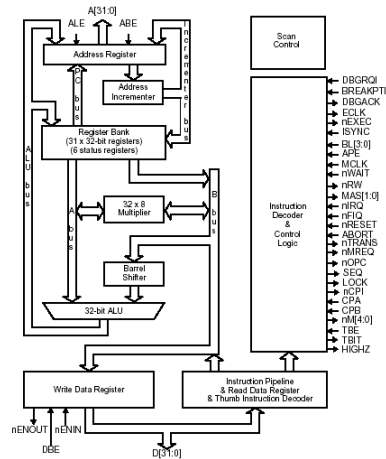 A[31:0]
ALE
ABE
Address Register
Incrementer bus
PC bus
Address
Incrementer
Register Bank
(31 x 32-bit registers)
(6 status registers)
ALU bus
A bus
B bus
32 x 8
Multiplier
Barrel
Shifter
32-bit ALU
Write Data Register
Instruction Pipeline
& Read Data Register
& Thumb Instruction Decoder
nENOUT
nENIN
DBE
D[31:0]
Scan
Control
Instruction
Decoder
&
Control
Logic
DBGRQI
BREAKPTI
DBGACK
ECLK
nEXEC
ISYNC
BL[3:0]
APE
MCLK
nWAIT
nRW
MAS[1:0]
nIRQ
nFIQ
nRESET
ABORT
nTRANS
nMREQ
nOPC
SEQ
LOCK
nCPI
CPA
CPB
nM[4:0]
TBE
TBIT
HIGHZ